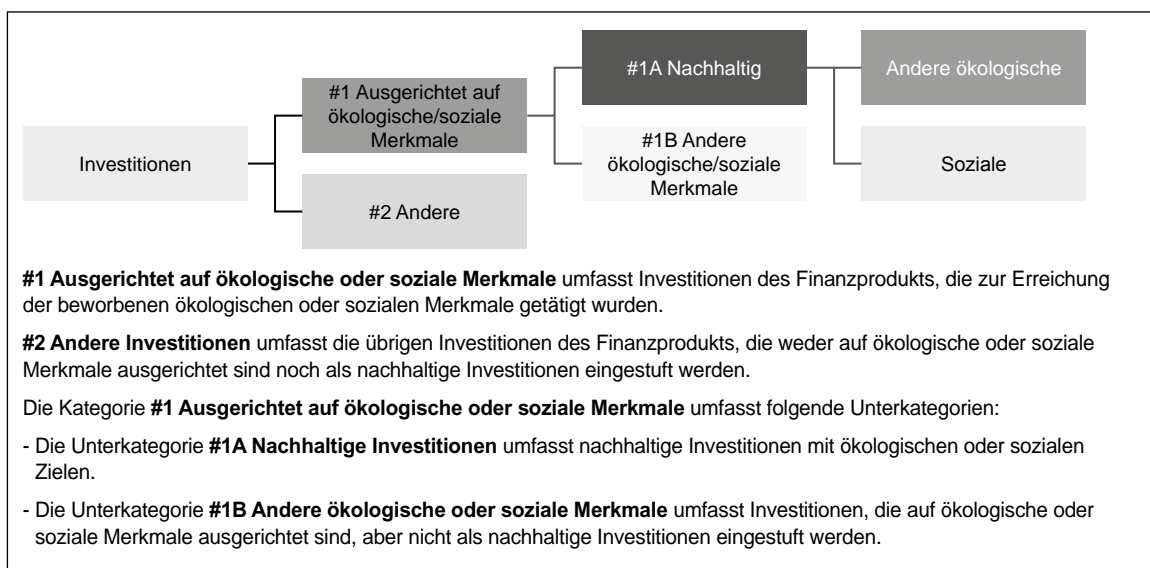 #1A Nachhaltig
Andere ökologische
#1 Ausgerichtet auf
ökologische/soziale
Merkmale
Investitionen
#1B Andere
ökologische/soziale
Merkmale
Soziale
#2 Andere
#1 Ausgerichtet auf ökologische oder soziale Merkmale umfasst Investitionen des Finanzprodukts, die zur Erreichung
der beworbenen ökologischen oder sozialen Merkmale getätigt wurden.
#2 Andere Investitionen umfasst die übrigen Investitionen des Finanzprodukts, die weder auf ökologische oder soziale
Merkmale ausgerichtet sind noch als nachhaltige Investitionen eingestuft werden.
Die Kategorie #1 Ausgerichtet auf ökologische oder soziale Merkmale umfasst folgende Unterkategorien:
- Die Unterkategorie #1A Nachhaltige Investitionen umfasst nachhaltige Investitionen mit ökologischen oder sozialen
Zielen.
- Die Unterkategorie #1B Andere ökologische oder soziale Merkmale umfasst Investitionen, die auf ökologische oder
soziale Merkmale ausgerichtet sind, aber nicht als nachhaltige Investitionen eingestuft werden.